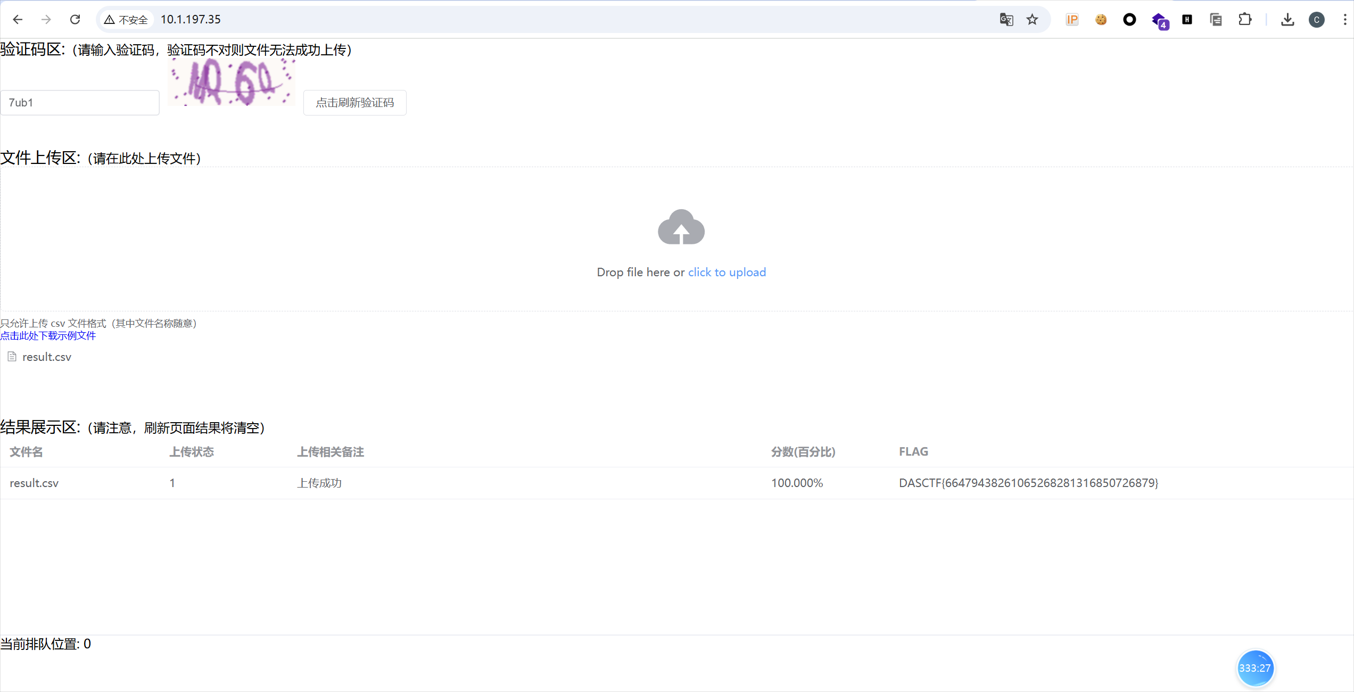 不安全 10.1.197.35
IP
4
H
C
验证码区:（请输入验证码，验证码不对则文件无法成功上传）
7ub1
点击刷新验证码
文件上传区:（请在此处上传文件）
Drop file here or click to upload
只允许上传 csv 文件格式（其中文件名称随意）
点击此处下载示例文件
result.csv
结果展示区:（请注意，刷新页面结果将清空）
文件名 上传状态 上传相关备注 分数(百分比) FLAG
result.csv 1 上传成功 100.000% DASCTF{66479438261065268281316850726879}
当前排队位置: 0
333:27